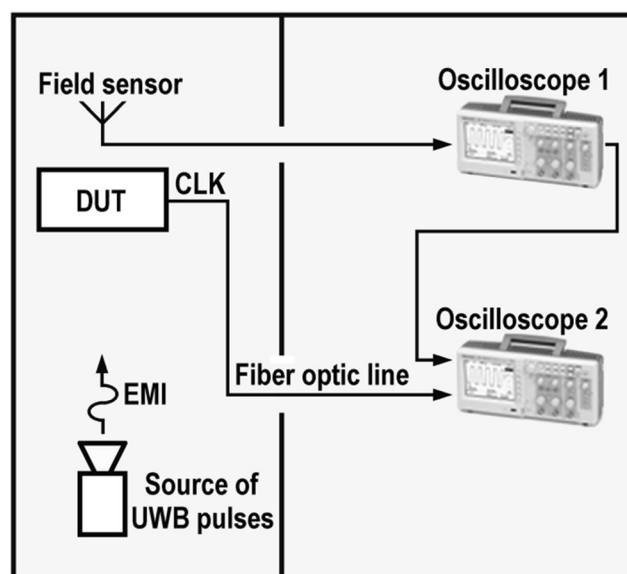 Field sensor
Oscilloscope 1
DUT
CLK
Oscilloscope 2
Fiber optic line
EMI
Source of
UWB pulses